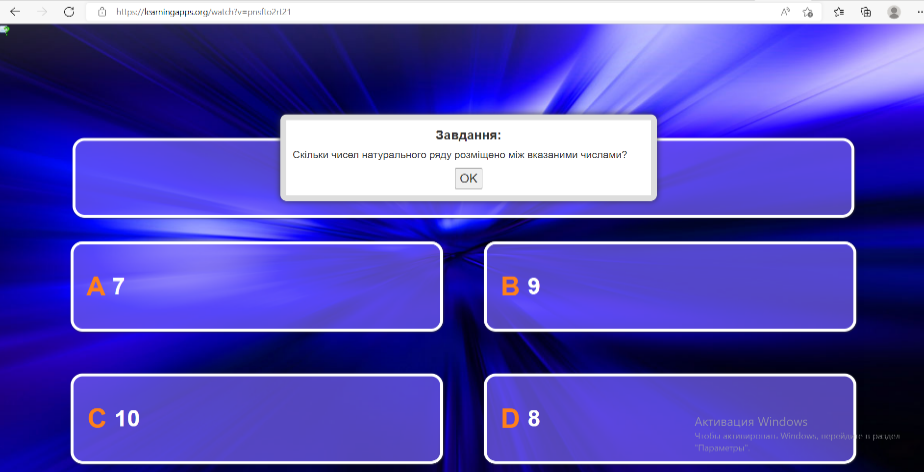 https://learningapps.org/watch?v=pnsfto2rt21
Завдання:
Скільки чисел натурального ряду розміщено між вказаними числами?
OK
A 7
B 9
C 10
D 8
Активация Windows
Чтобы активировать Windows, перейдите в раздел
"Параметры".